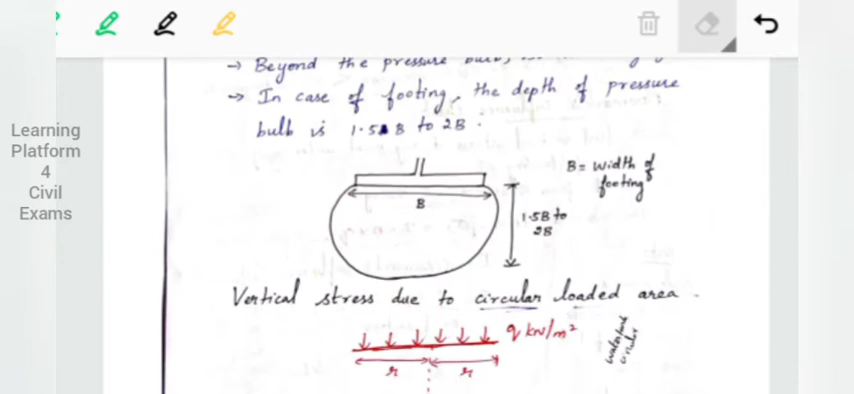 Learning
Platform
4
Civil
Exams
→ Beyond the pressure
→ In case of footing, the depth of pressure
bulb is 1.5 B to 2B.
B = Width of
footing
B
1.5B to
2B
Vertical stress due to circular loaded area.
q kN/m²
r r